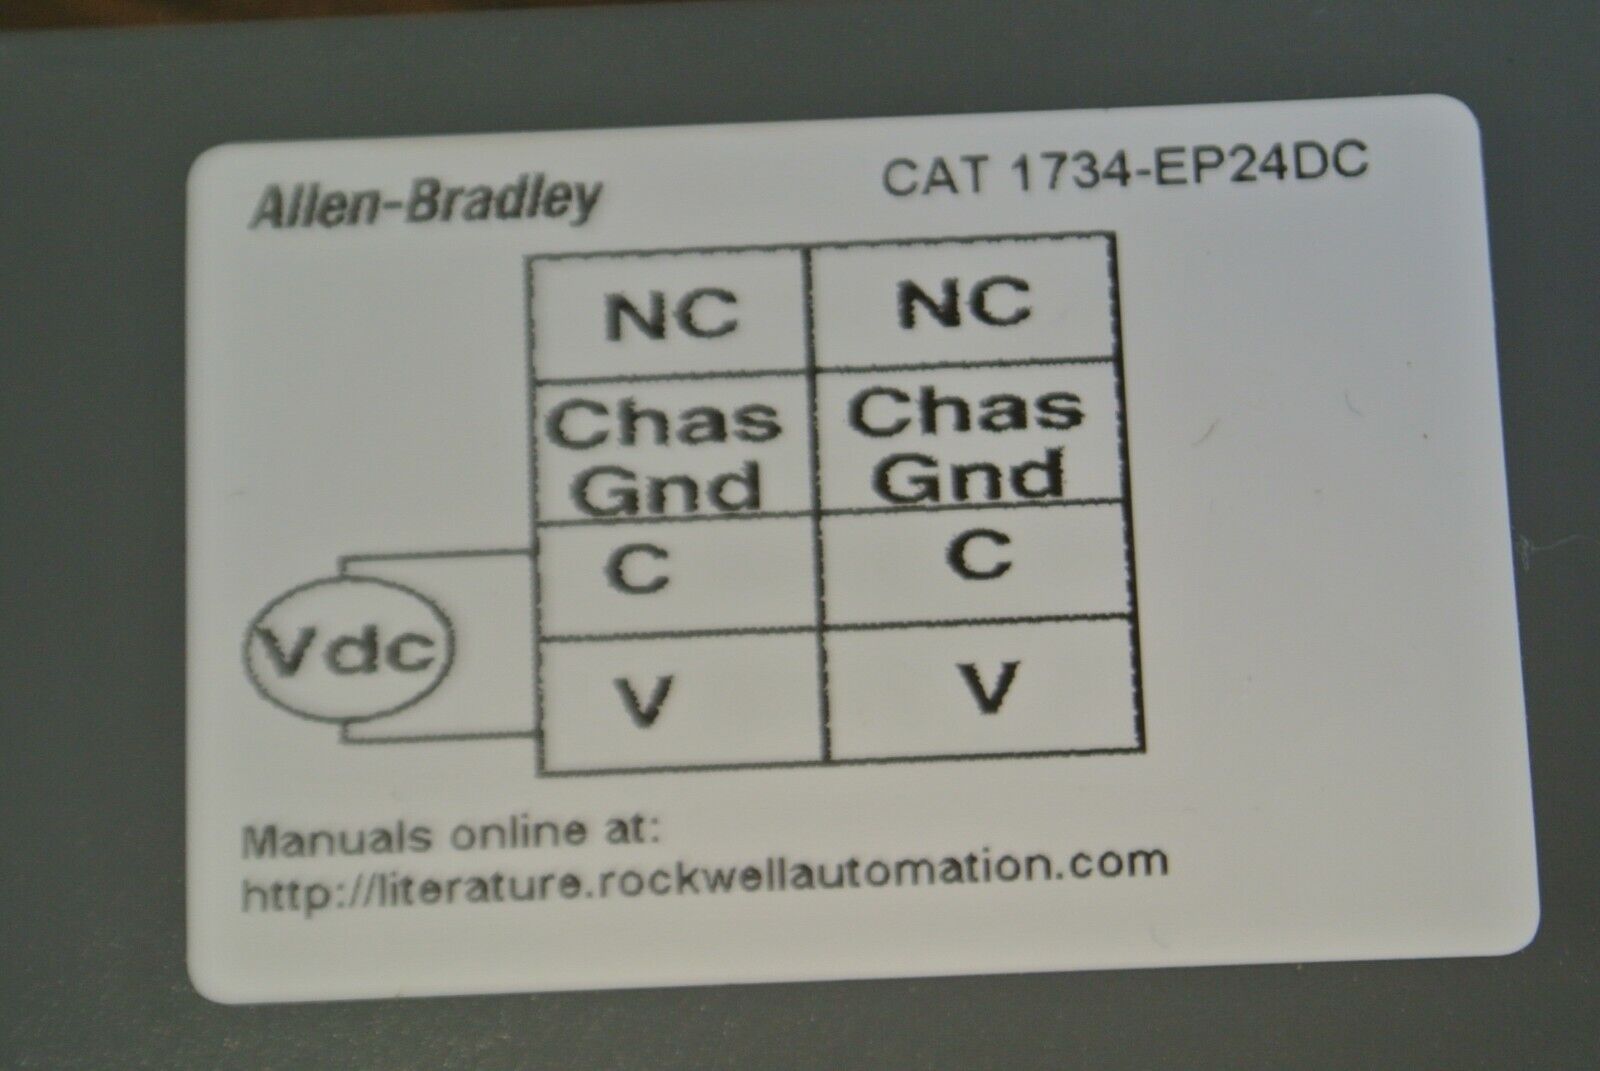 Allen-Bradley CAT 1734-EP24DC
NC NC
Chas Chas
Gnd Gnd
C C
Vdc
V V
Manuals online at:
http://literature.rockwellautomation.com